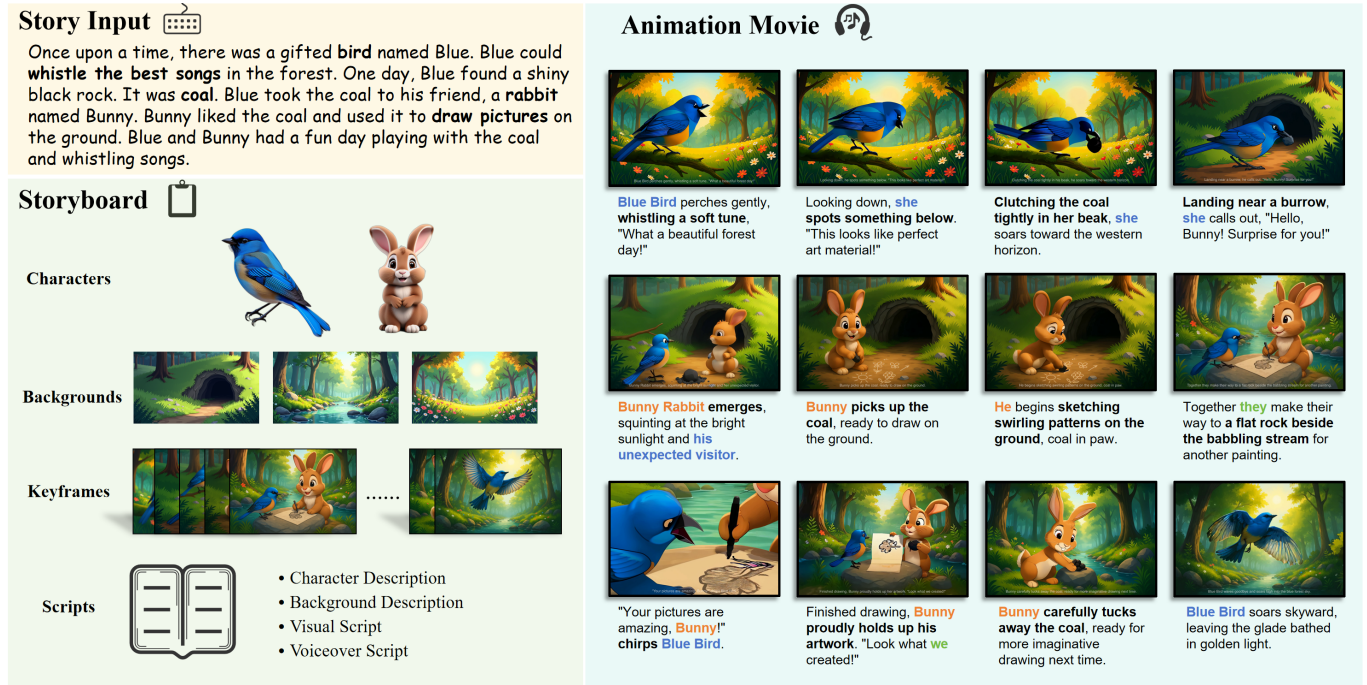 Story Input
Once upon a time, there was a gifted bird named Blue. Blue could
whistle the best songs in the forest. One day, Blue found a shiny
black rock. It was coal. Blue took the coal to his friend, a rabbit
named Bunny. Bunny liked the coal and used it to draw pictures on
the ground. Blue and Bunny had a fun day playing with the coal
and whistling songs.
Storyboard
Characters
Backgrounds
Keyframes
......
Scripts
• Character Description
• Background Description
• Visual Script
• Voiceover Script
Animation Movie
Blue Bird perches gently,
whistling a soft tune,
"What a beautiful forest
day!"
Looking down, she
spots something below.
"This looks like perfect
art material!"
Clutching the coal
tightly in her beak, she
soars toward the western
horizon.
Landing near a burrow,
she calls out, "Hello,
Bunny! Surprise for you!"
Bunny Rabbit emerges,
squinting at the bright
sunlight and his
unexpected visitor.
Bunny picks up the
coal, ready to draw on
the ground.
He begins sketching
swirling patterns on the
ground, coal in paw.
Together they make their
way to a flat rock beside
the babbling stream for
another painting.
"Your pictures are
amazing, Bunny!"
chirps Blue Bird.
Finished drawing, Bunny
proudly holds up his
artwork. "Look what we
created!"
Bunny carefully tucks
away the coal, ready for
more imaginative
drawing next time.
Blue Bird soars skyward,
leaving the glade bathed
in golden light.